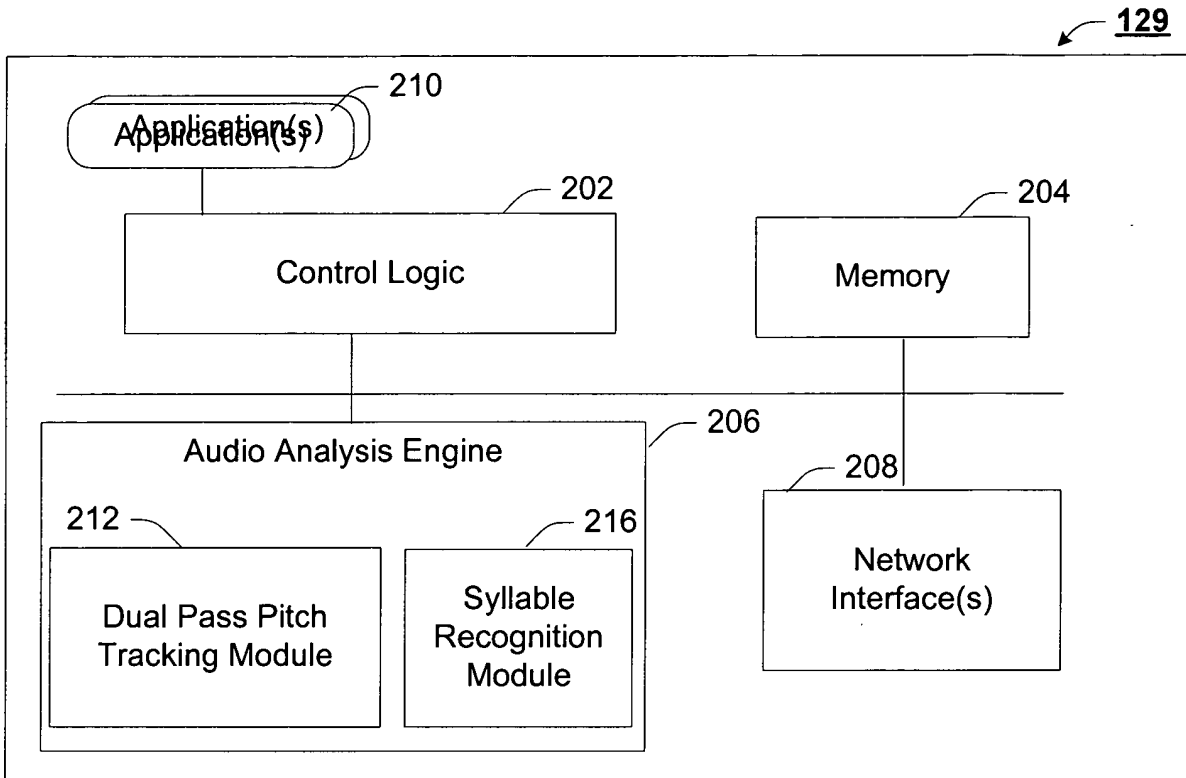 129
210
Application(s)
Application(s)
202
Control Logic
204
Memory
206
Audio Analysis Engine
208
Network
Interface(s)
212
Dual Pass Pitch
Tracking Module
216
Syllable
Recognition
Module